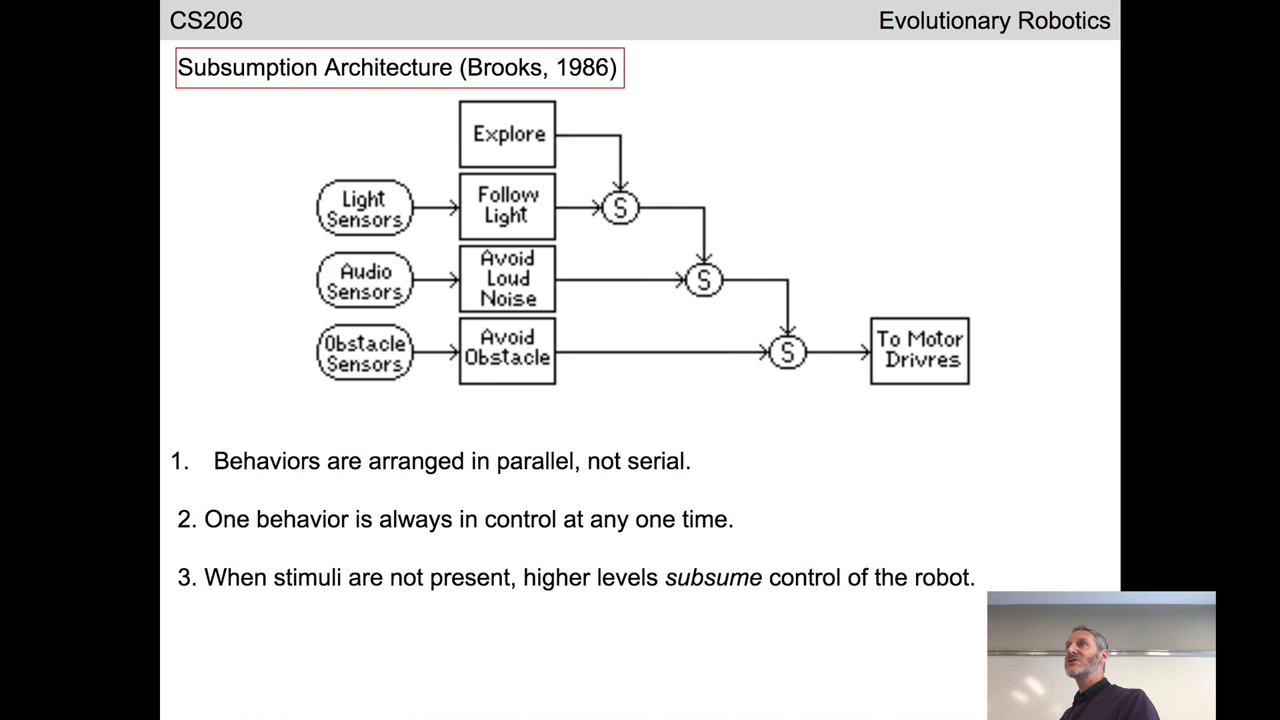 CS206
Evolutionary Robotics
Subsumption Architecture (Brooks, 1986)
Explore
Light
Sensors
Follow
Light
S
Audio
Sensors
Avoid
Loud
Noise
S
Obstacle
Sensors
Avoid
Obstacle
S
To Motor
Drivres
1. Behaviors are arranged in parallel, not serial.
2. One behavior is always in control at any one time.
3. When stimuli are not present, higher levels subsume control of the robot.